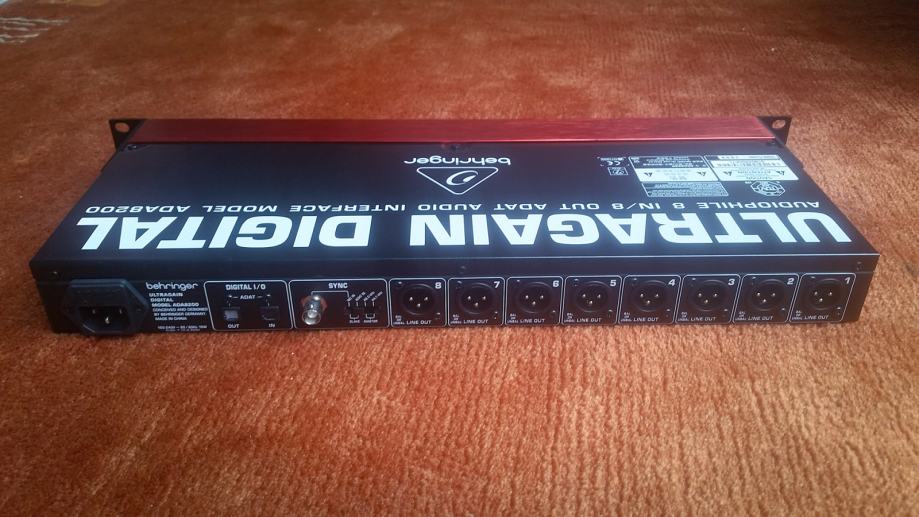 behringer
AUDIOPHILE 8 IN/8 OUT ADAT AUDIO INTERFACE MODEL ADA8200
ULTRAGAIN DIGITAL
behringer
ULTRAGAIN
DIGITAL
MODEL ADA8200
CONCEIVED AND DESIGNED
BY BEHRINGER GERMANY
MADE IN CHINA
DIGITAL I/O
ADAT
OUT
IN
SYNC
8
LINE OUT
7
LINE OUT
6
LINE OUT
5
LINE OUT
4
LINE OUT
3
LINE OUT
2
LINE OUT
1
LINE OUT